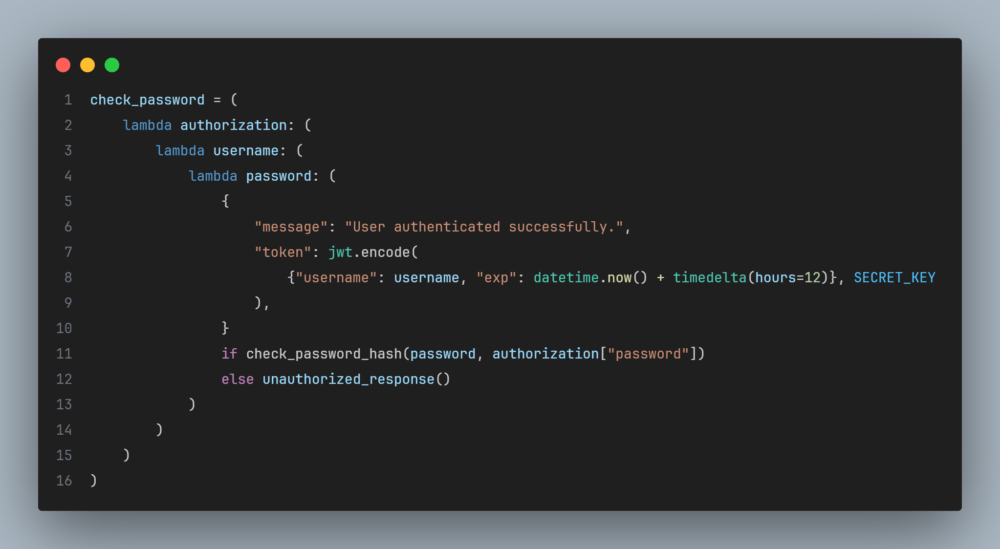 1 check_password = (
2     lambda authorization: (
3         lambda username: (
4             lambda password: (
5                 {
6                     "message": "User authenticated successfully.",
7                     "token": jwt.encode(
8                         {"username": username, "exp": datetime.now() + timedelta(hours=12)}, SECRET_KEY
9                     ),
10                 }
11                 if check_password_hash(password, authorization["password"])
12                 else unauthorized_response()
13             )
14         )
15     )
16 )